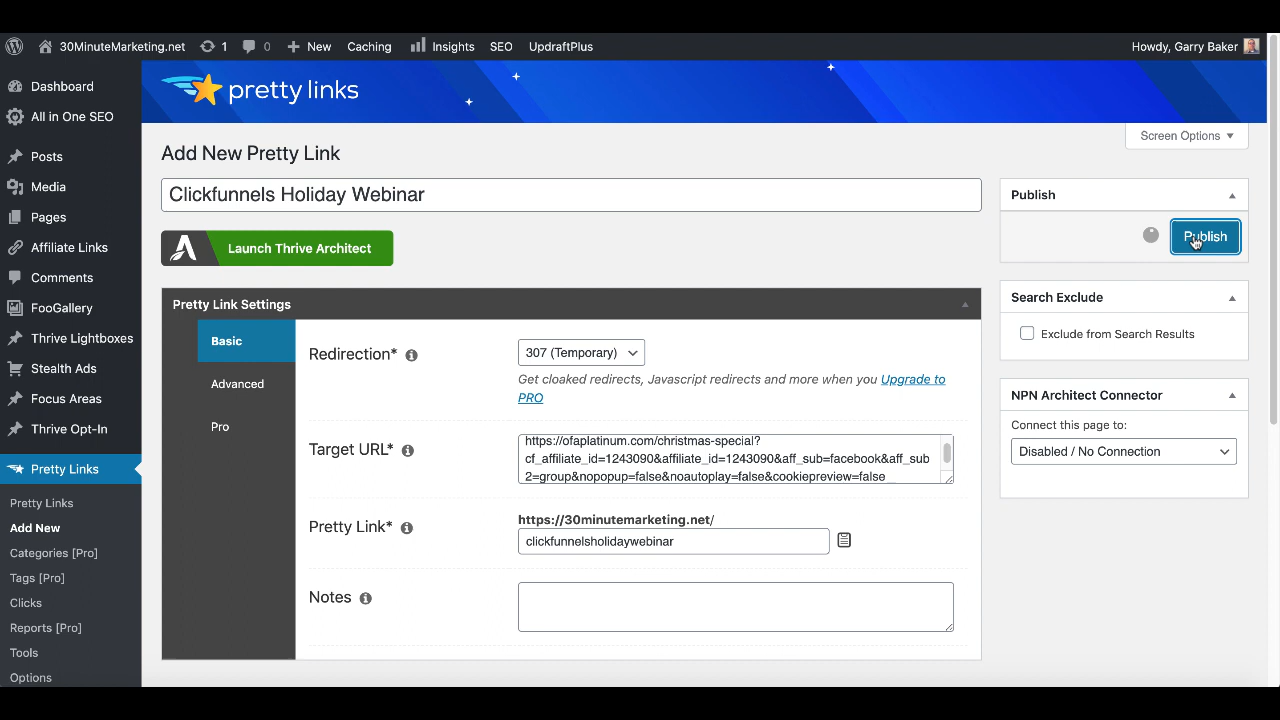 30MinuteMarketing.net 1 0 New Caching Insights SEO UpdraftPlus Howdy, Garry Baker
Dashboard
All in One SEO
Posts
Media
Pages
Affiliate Links
Comments
FooGallery
Thrive Lightboxes
Stealth Ads
Focus Areas
Thrive Opt-In
Pretty Links
Pretty Links
Add New
Categories [Pro]
Tags [Pro]
Clicks
Reports [Pro]
Tools
Options
pretty links
Screen Options
Add New Pretty Link
Clickfunnels Holiday Webinar
Launch Thrive Architect
Pretty Link Settings
Basic
Advanced
Pro
Redirection*
307 (Temporary)
Get cloaked redirects, Javascript redirects and more when you Upgrade to
PRO
Target URL*
https://ofaplatinum.com/christmas-special?
cf_affiliate_id=1243090&affiliate_id=1243090&aff_sub=facebook&aff_sub
2=group&nopopup=false&noautoplay=false&cookiepreview=false
Pretty Link*
https://30minutemarketing.net/
clickfunnelsholidaywebinar
Notes
Publish
Publish
Search Exclude
Exclude from Search Results
NPN Architect Connector
Connect this page to:
Disabled / No Connection